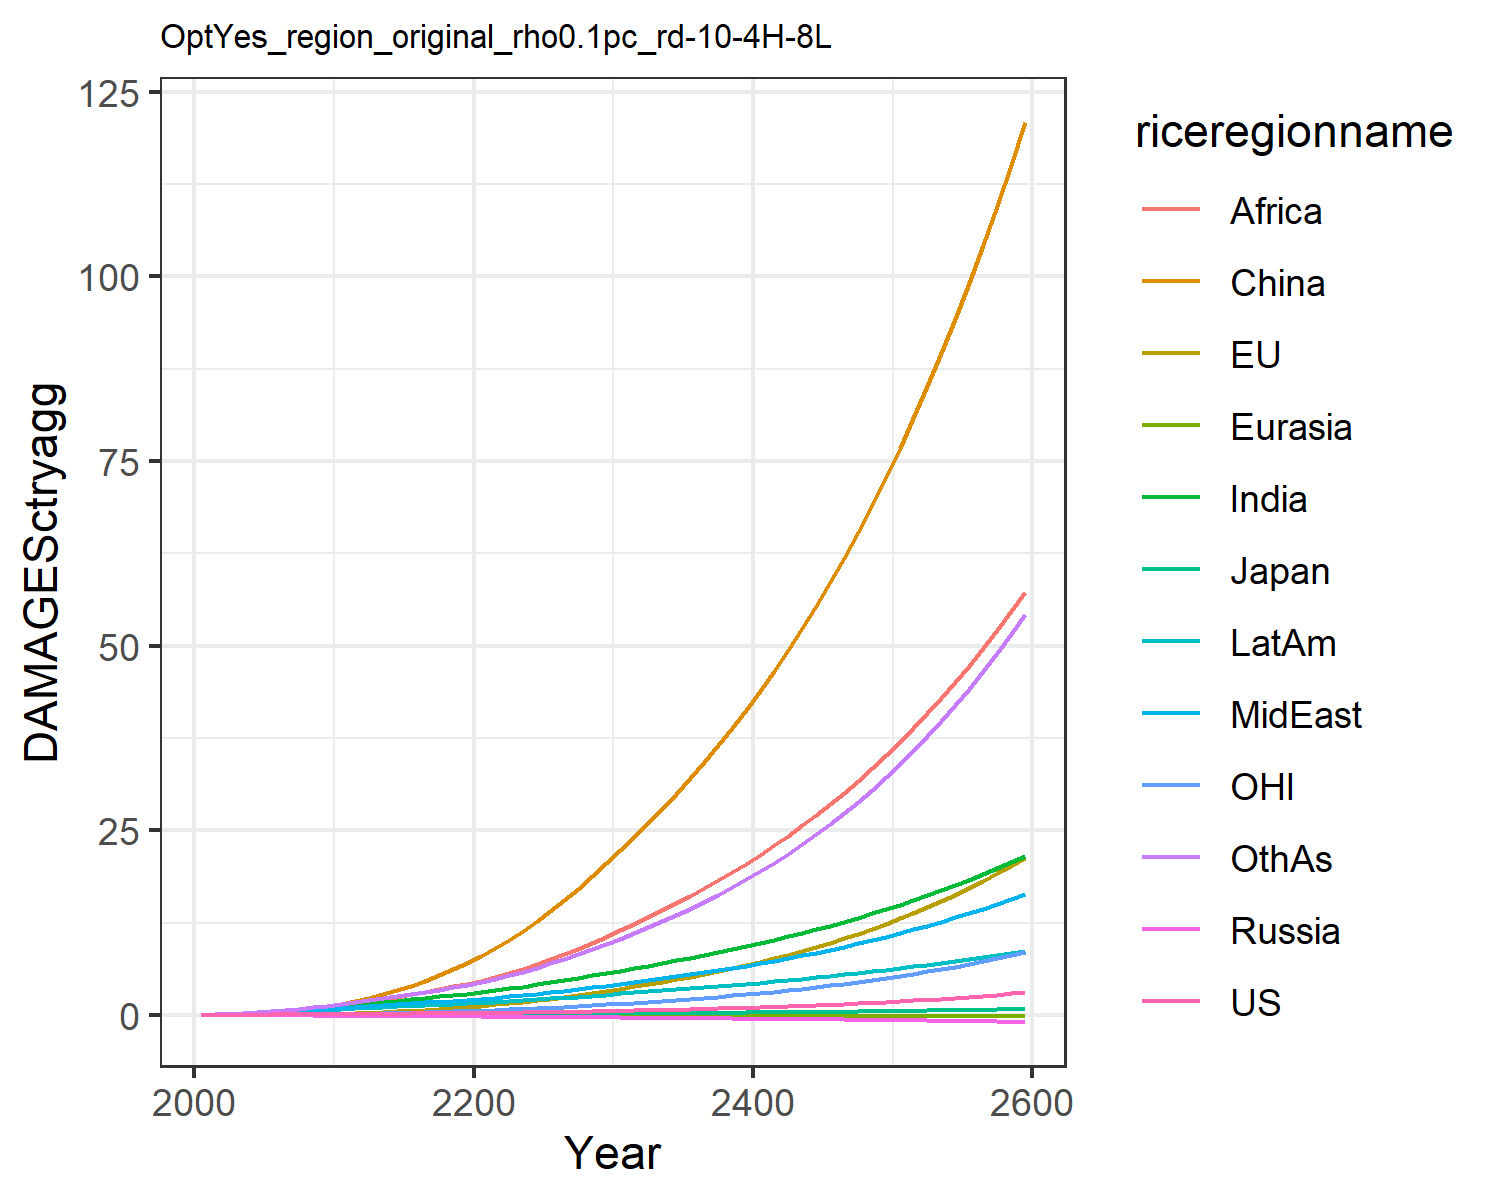 OptYes_region_original_rho0.1pc_rd-10-4H-8L
125
100
75
50
25
0
DAMAGESctryagg
2000 2200 2400 2600
Year
riceregionname
Africa
China
EU
Eurasia
India
Japan
LatAm
MidEast
OHI
OthAs
Russia
US